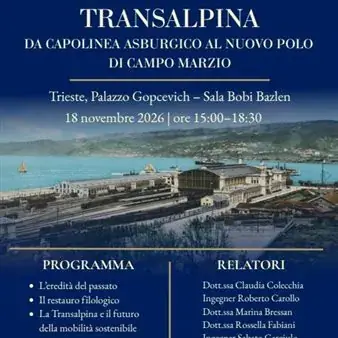 TRANSALPINA
DA CAPOLINEA ASBURGICO AL NUOVO POLO
DI CAMPO MARZIO
Trieste, Palazzo Gopcevich – Sala Bobi Bazlen
18 novembre 2026 | ore 15:00–18:30
PROGRAMMA
• L'eredità del passato
• Il restauro filologico
• La Transalpina e il futuro
della mobilità sostenibile
RELATORI
Dott.ssa Claudia Colecchia
Ingegner Roberto Carollo
Dott.ssa Marina Bressan
Dott.ssa Rossella Fabiani